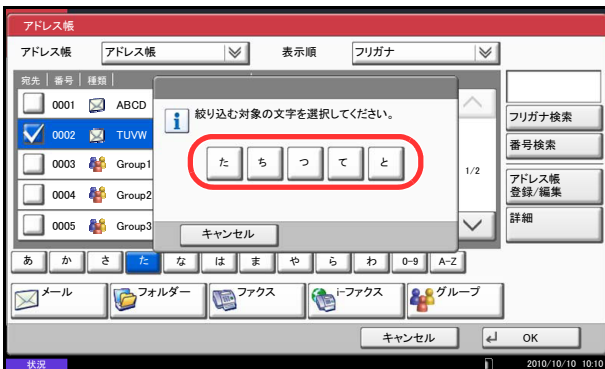 アドレス帳
アドレス帳 アドレス帳 表示順 フリガナ
宛先 番号 種類
0001 ABCD
0002 TUVW
0003 Group1
0004 Group2
0005 Group3
絞り込む対象の文字を選択してください。
た ち つ て と
キャンセル
1/2
フリガナ検索
番号検索
アドレス帳
登録/編集
詳細
あ か さ た な は ま や ら わ 0-9 A-Z
メール フォルダー ファクス i-ファクス グループ
キャンセル OK
状況 2010/10/10 10:10